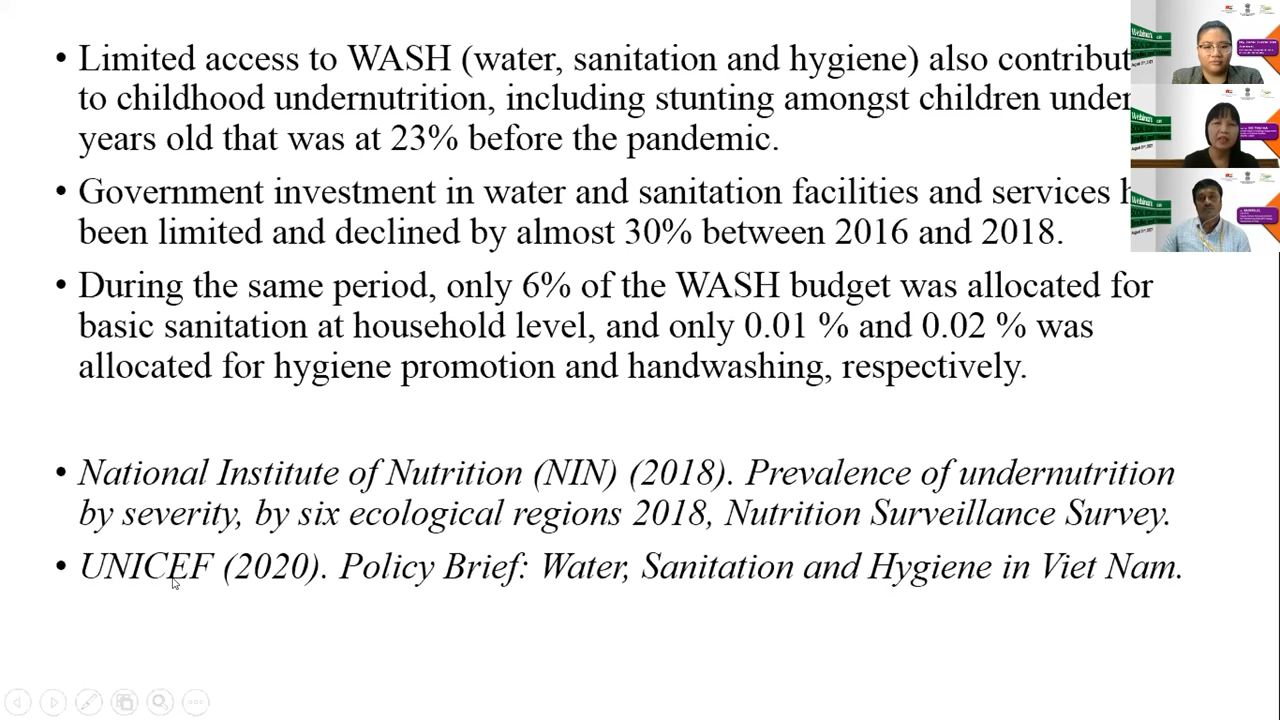 • Limited access to WASH (water, sanitation and hygiene) also
to childhood undernutrition, including stunting amongst children under
years old that was at 23% before the pandemic.
• Government investment in water and sanitation facilities and services
been limited and declined by almost 30% between 2016 and 2018.
• During the same period, only 6% of the WASH budget was allocated for
basic sanitation at household level, and only 0.01 % and 0.02 % was
allocated for hygiene promotion and handwashing, respectively.
• National Institute of Nutrition (NIN) (2018). Prevalence of undernutrition
by severity, by six ecological regions 2018, Nutrition Surveillance Survey.
• UNICEF (2020). Policy Brief: Water, Sanitation and Hygiene in Viet Nam.
Webinar
Webinar
Webinar